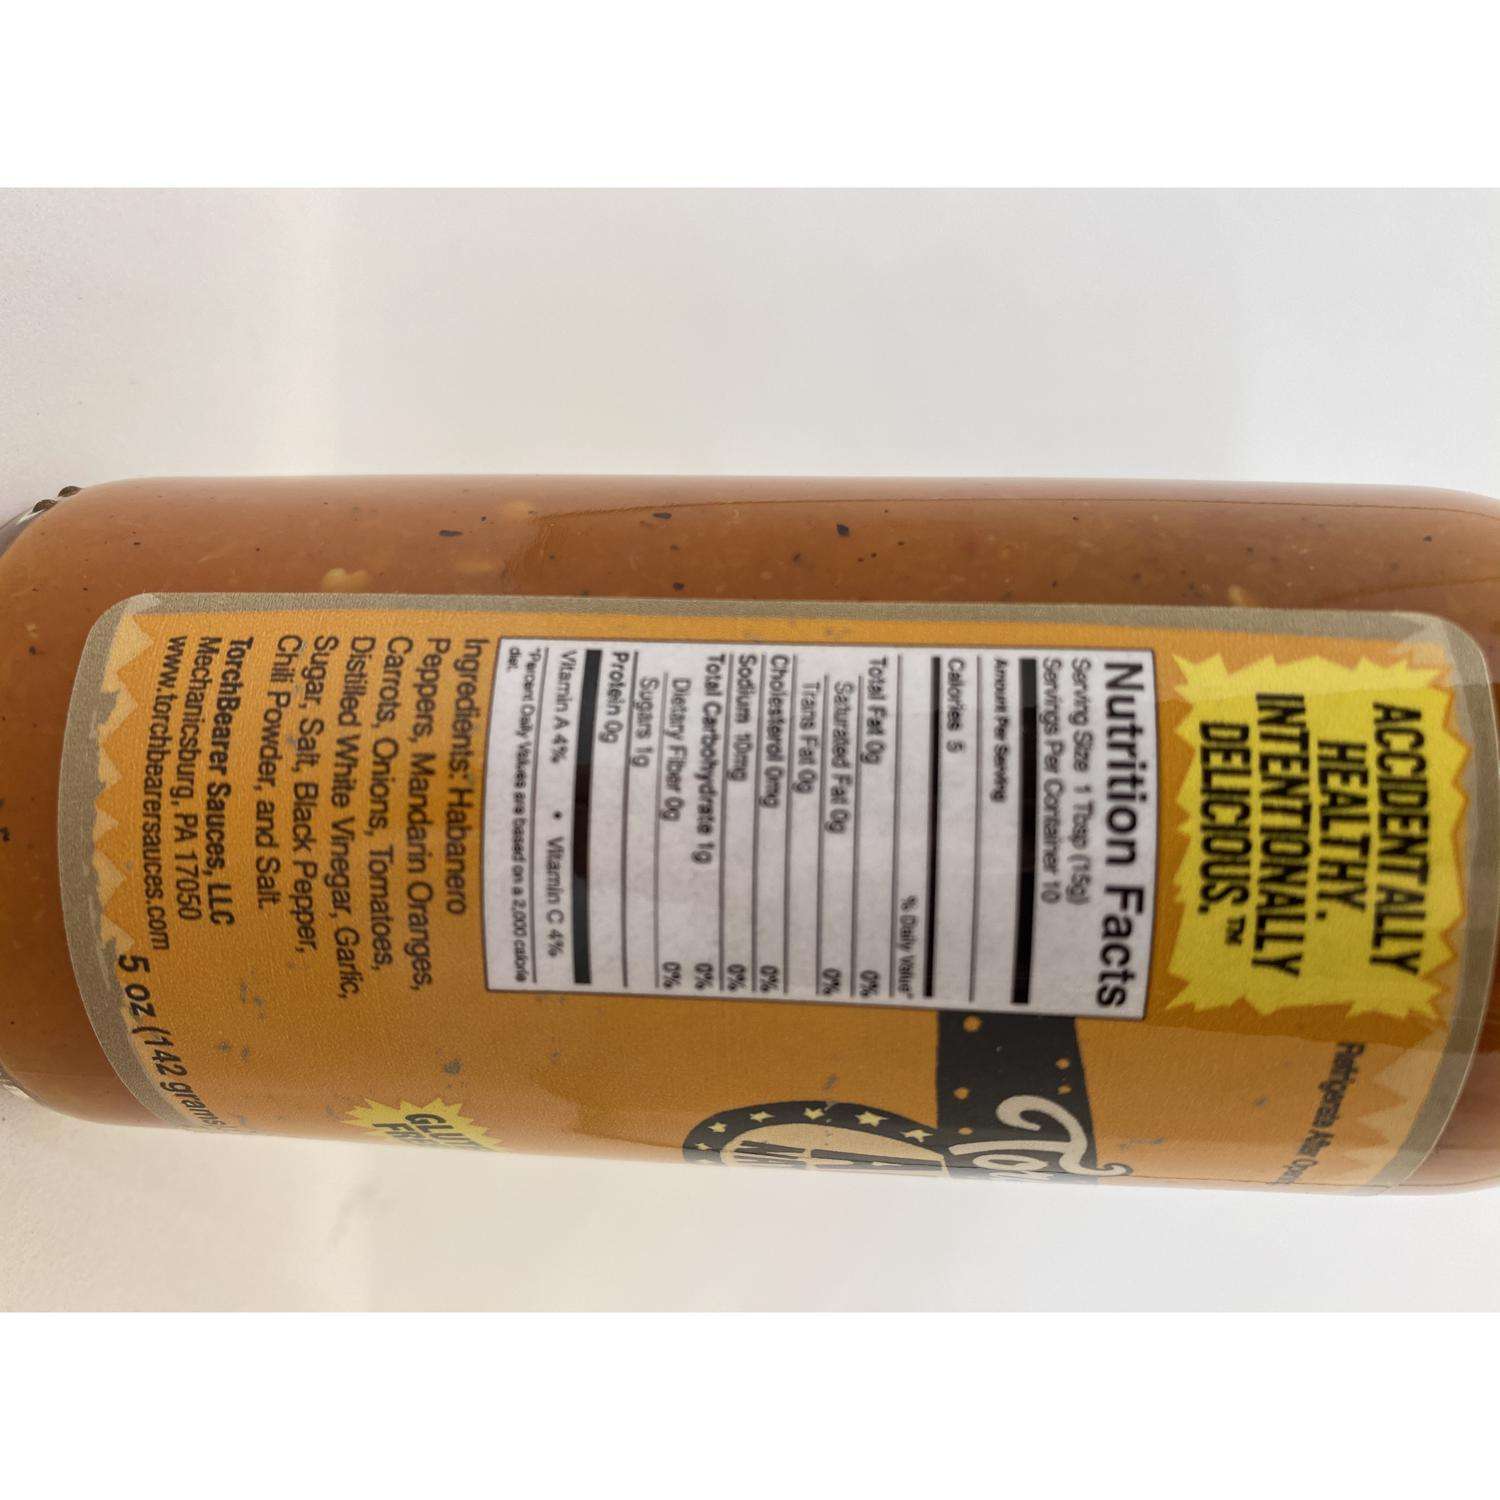 ACCIDENTALLY
HEALTHY.
INTENTIONALLY
DELICIOUS.™
Nutrition Facts
Serving Size 1 Tbsp (15g)
Servings Per Container 10
Amount Per Serving
Calories 5
% Daily Value*
Total Fat 0g 0%
Saturated Fat 0g 0%
Trans Fat 0g
Cholesterol 0mg 0%
Sodium 10mg 0%
Total Carbohydrate 1g 0%
Dietary Fiber 0g 0%
Sugars 1g
Protein 0g
Vitamin A 4% • Vitamin C 4%
*Percent Daily Values are based on a 2,000 calorie
diet.
Ingredients: Habanero
Peppers, Mandarin Oranges,
Carrots, Onions, Tomatoes,
Distilled White Vinegar, Garlic,
Sugar, Salt, Black Pepper,
Chili Powder, and Salt.
TorchBearer Sauces, LLC
Mechanicsburg, PA 17050
www.torchbearersauces.com
Refrigerate After
5 oz (142 grams